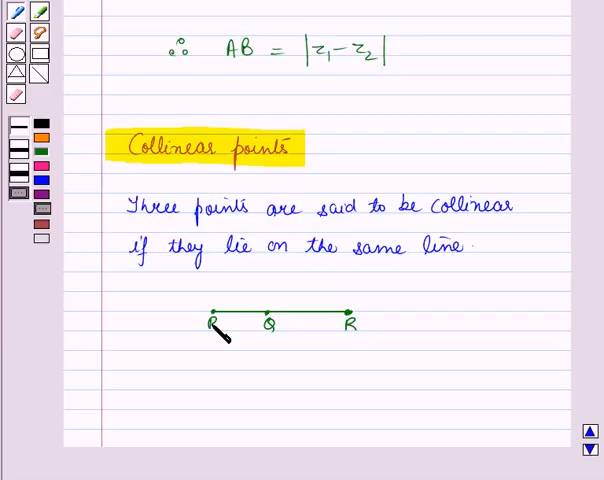 ∴ AB = |z₁ - z₂|
Collinear points
Three points are said to be collinear
if they lie on the same line.
P Q R